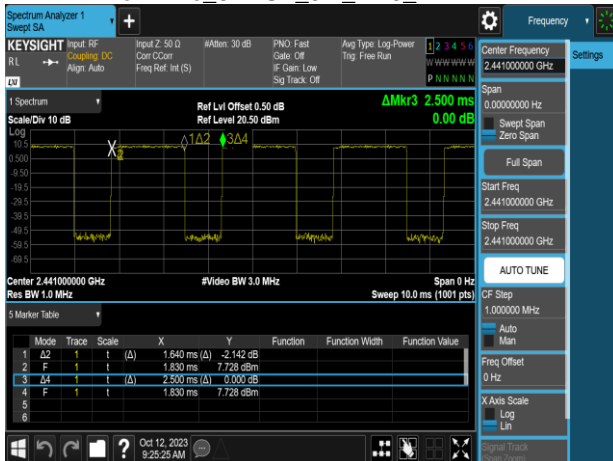 Spectrum Analyzer 1
Swept SA
Frequency
KEYSIGHT Input: RF
Coupling: DC
Align: Auto
RL
LXI
Input Z: 50 Ω
Corr CCorr
Freq Ref: Int (S)
#Atten: 30 dB
PNO: Fast
Gate: Off
IF Gain: Low
Sig Track: Off
Avg Type: Log-Power
Trig: Free Run
1 2 3 4 5 6
W W W W W W
P N N N N N
Center Frequency
2.441000000 GHz
Settings
Span
0.00000000 Hz
Swept Span
Zero Span
Full Span
Start Freq
2.441000000 GHz
Stop Freq
2.441000000 GHz
AUTO TUNE
CF Step
1.000000 MHz
Auto
Man
Freq Offset
0 Hz
X Axis Scale
Log
Lin
Signal Track
(Span Zoom)
1 Spectrum
Scale/Div 10 dB
Ref Lvl Offset 0.50 dB
Ref Level 20.50 dBm
ΔMkr3 2.500 ms
0.00 dB
Log
10.5
0.500
-9.50
-19.5
-29.5
-39.5
-49.5
-59.5
-69.5
X2
1Δ2
3Δ4
Center 2.441000000 GHz
Res BW 1.0 MHz
#Video BW 3.0 MHz
Span 0 Hz
Sweep 10.0 ms (1001 pts)
5 Marker Table
Mode Trace Scale X Y Function Function Width Function Value
1 Δ2 1 t (Δ) 1.640 ms (Δ) -2.142 dB
2 F 1 t 1.830 ms 7.728 dBm
3 Δ4 1 t (Δ) 2.500 ms (Δ) 0.000 dB
4 F 1 t 1.830 ms 7.728 dBm
5
6
?
Oct 12, 2023
9:25:25 AM